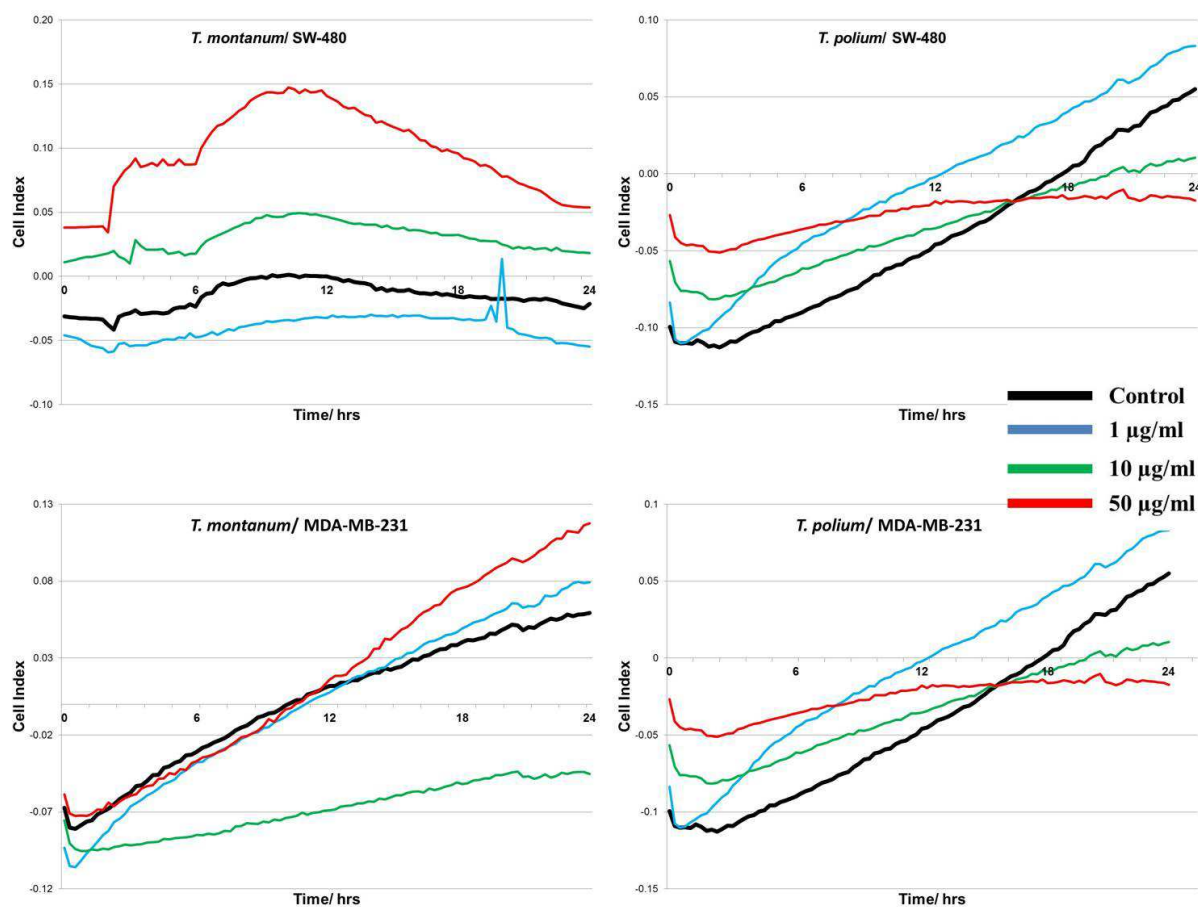 T. montanum/ SW-480
0.20
0.15
0.10
0.05
0.00
-0.05
-0.10
Cell Index
0 6 12 18 24
Time/ hrs
T. polium/ SW-480
0.10
0.05
0.00
-0.05
-0.10
-0.15
Cell Index
0 6 12 18 24
Time/ hrs
Control
1 µg/ml
10 µg/ml
50 µg/ml
T. montanum/ MDA-MB-231
0.13
0.08
0.03
-0.02
-0.07
-0.12
Cell Index
0 6 12 18 24
Time/ hrs
T. polium/ MDA-MB-231
0.1
0.05
0
-0.05
-0.1
-0.15
Cell Index
0 6 12 18 24
Time/ hrs